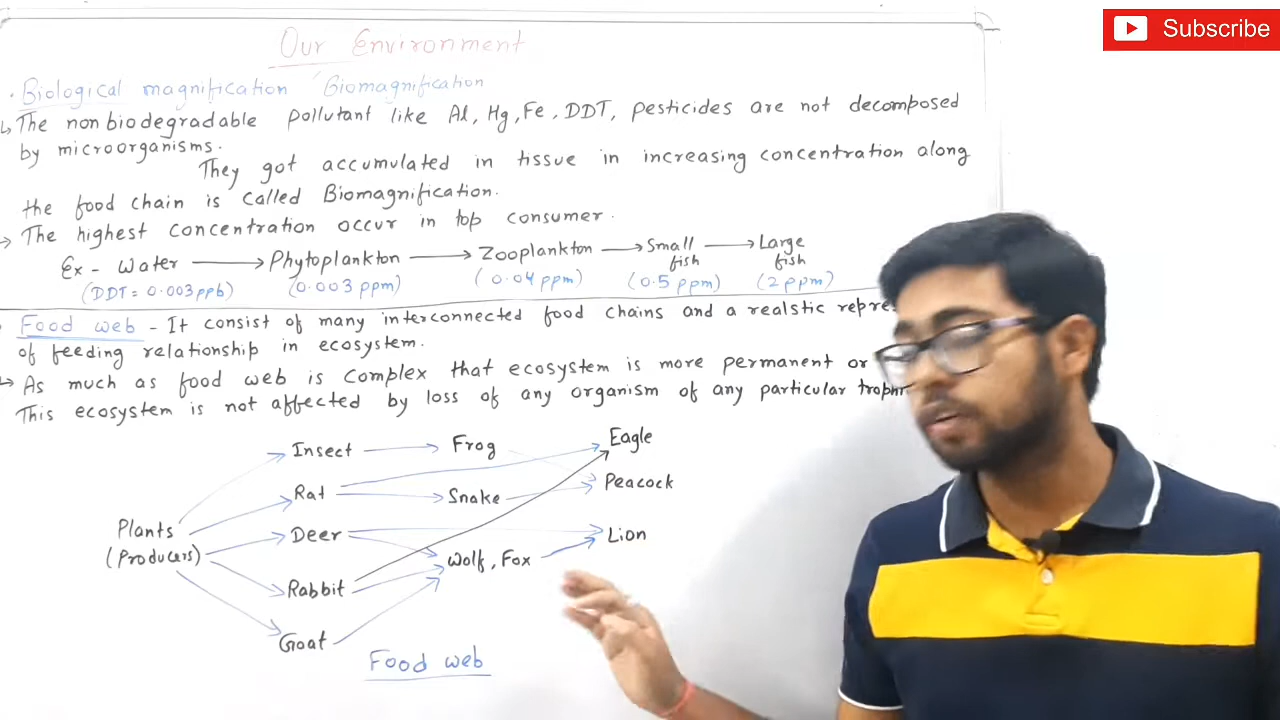 Subscribe
Our Environment
Biological magnification / Biomagnification
The nonbiodegradable pollutant like Al, Hg, Fe, DDT, pesticides are not decomposed
by microorganisms.
They got accumulated in tissue in increasing concentration along
the food chain is called Biomagnification.
The highest concentration occur in top consumer.
Ex - Water → Phytoplankton → Zooplankton → Small fish → Large fish
(DDT = 0.003 ppb) (0.003 ppm) (0.04 ppm) (0.5 ppm) (2 ppm)
Food web - It consist of many interconnected food chains and a realstic
of feeding relationship in ecosystem.
As much as food web is complex that ecosystem is more permanent or
This ecosystem is not affected by loss of any organism of any particular
Insect Frog Eagle
Rat Snake Peacock
Plants
(Producers)
Deer Lion
Wolf, Fox
Rabbit
Goat
Food web